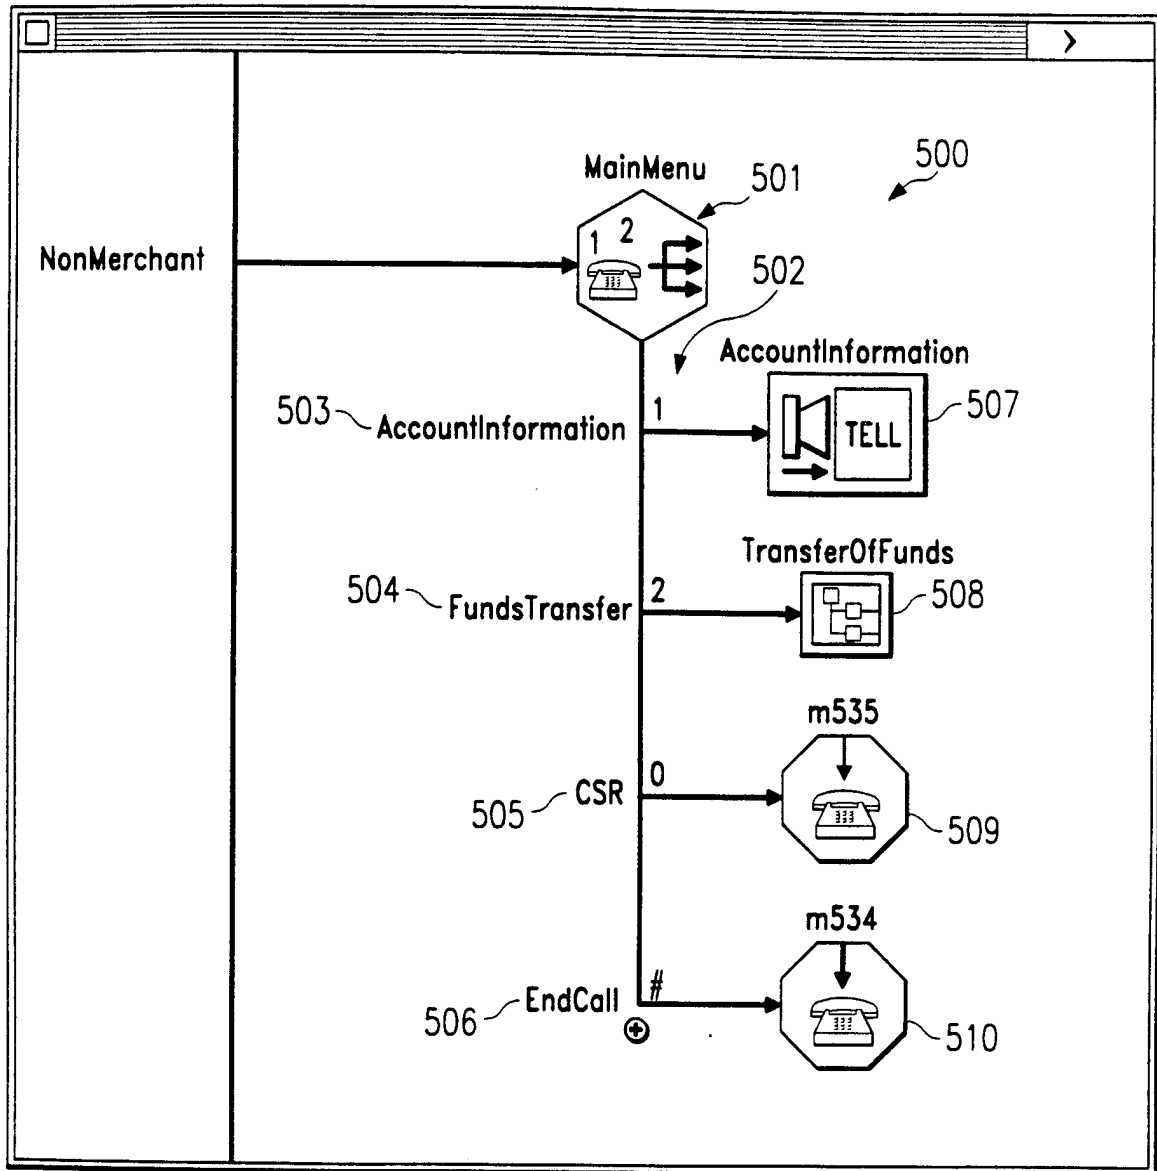 >
500
MainMenu
501
1 2
NonMerchant
502
AccountInformation
503
AccountInformation
1
TELL
507
TransferOfFunds
504
FundsTransfer
2
508
m535
505
CSR
0
509
m534
506
EndCall
#
510